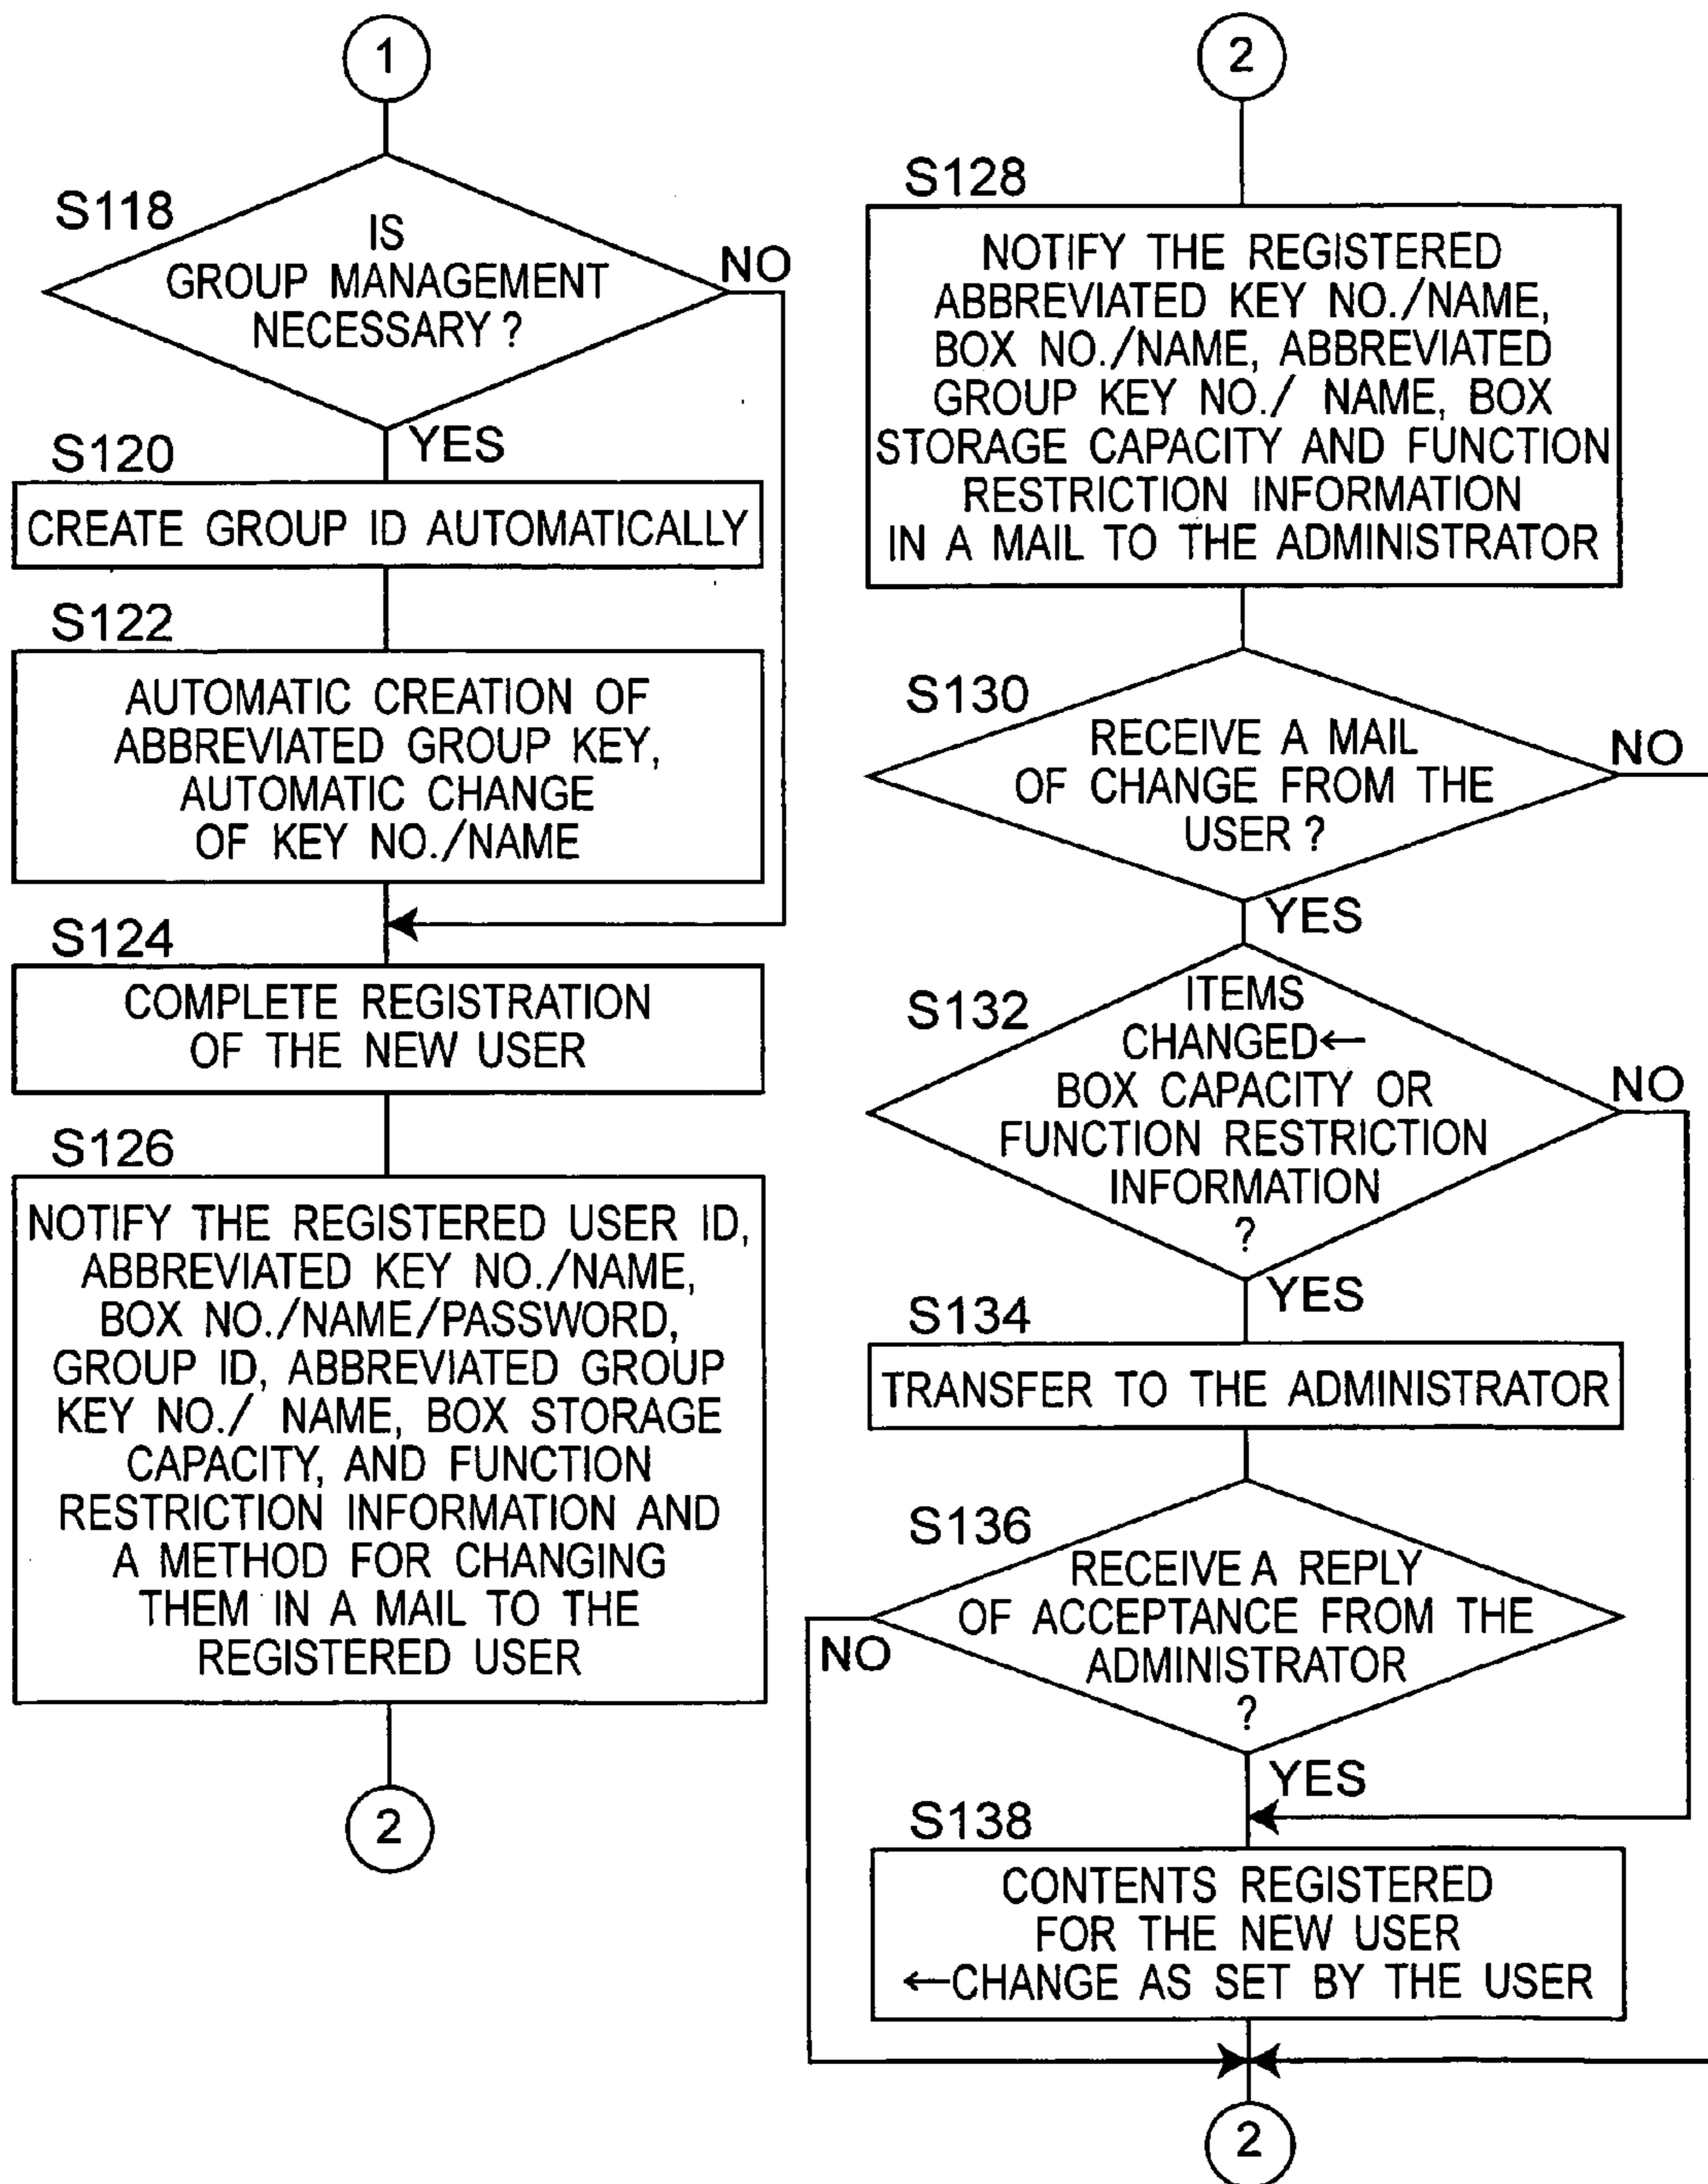 1
S118
IS
GROUP MANAGEMENT
NECESSARY ?
NO
YES
S120
CREATE GROUP ID AUTOMATICALLY
S122
AUTOMATIC CREATION OF
ABBREVIATED GROUP KEY,
AUTOMATIC CHANGE
OF KEY NO./NAME
S124
COMPLETE REGISTRATION
OF THE NEW USER
S126
NOTIFY THE REGISTERED USER ID,
ABBREVIATED KEY NO./NAME,
BOX NO./NAME/PASSWORD,
GROUP ID, ABBREVIATED GROUP
KEY NO./ NAME, BOX STORAGE
CAPACITY, AND FUNCTION
RESTRICTION INFORMATION AND
A METHOD FOR CHANGING
THEM IN A MAIL TO THE
REGISTERED USER
2
2
S128
NOTIFY THE REGISTERED
ABBREVIATED KEY NO./NAME,
BOX NO./NAME, ABBREVIATED
GROUP KEY NO./ NAME, BOX
STORAGE CAPACITY AND FUNCTION
RESTRICTION INFORMATION
IN A MAIL TO THE ADMINISTRATOR
S130
RECEIVE A MAIL
OF CHANGE FROM THE
USER ?
NO
YES
S132
ITEMS
CHANGED←
BOX CAPACITY OR
FUNCTION RESTRICTION
INFORMATION
?
NO
YES
S134
TRANSFER TO THE ADMINISTRATOR
S136
RECEIVE A REPLY
OF ACCEPTANCE FROM THE
ADMINISTRATOR
?
NO
YES
S138
CONTENTS REGISTERED
FOR THE NEW USER
←CHANGE AS SET BY THE USER
2